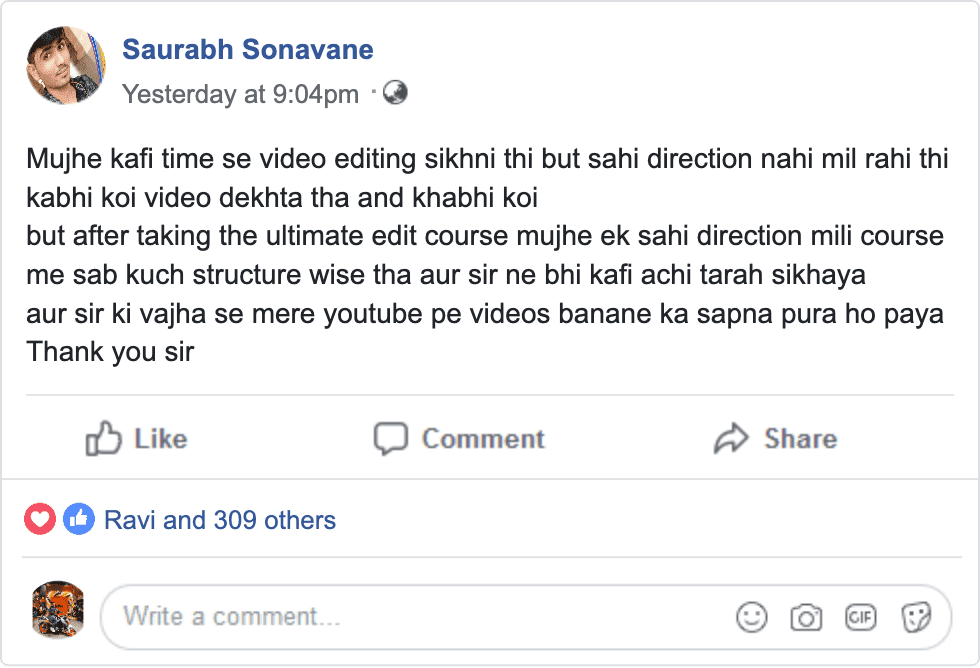 Saurabh Sonavane
Yesterday at 9:04pm ·
Mujhe kafi time se video editing sikhni thi but sahi direction nahi mil rahi thi
kabhi koi video dekhta tha and khabhi koi
but after taking the ultimate edit course mujhe ek sahi direction mili course
me sab kuch structure wise tha aur sir ne bhi kafi achi tarah sikhaya
aur sir ki vajha se mere youtube pe videos banane ka sapna pura ho paya
Thank you sir
Like Comment Share
Ravi and 309 others
Write a comment... GIF